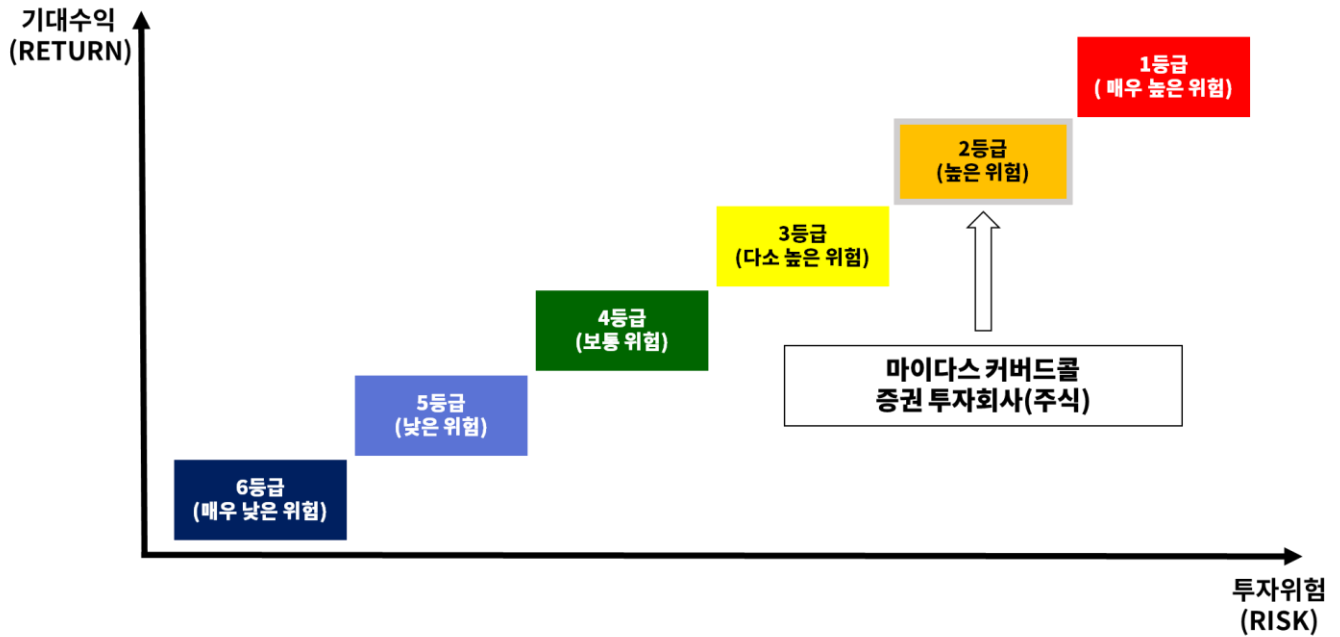 기대수익
(RETURN)
1등급
( 매우 높은 위험)
2등급
(높은 위험)
3등급
(다소 높은 위험)
4등급
(보통 위험)
마이다스 커버드콜
증권 투자회사(주식)
5등급
(낮은 위험)
6등급
(매우 낮은 위험)
투자위험
(RISK)